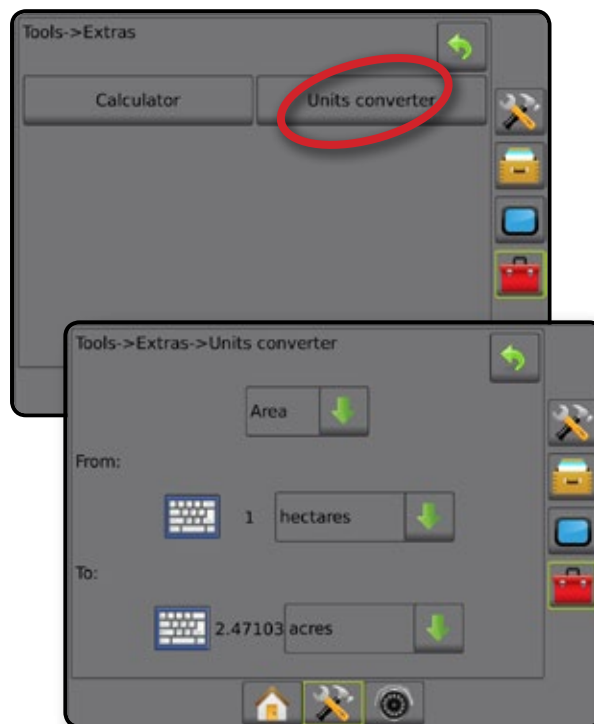 Tools->Extras
Calculator Units converter
Tools->Extras->Units converter
Area
From:
1 hectares
To:
2.47103 acres